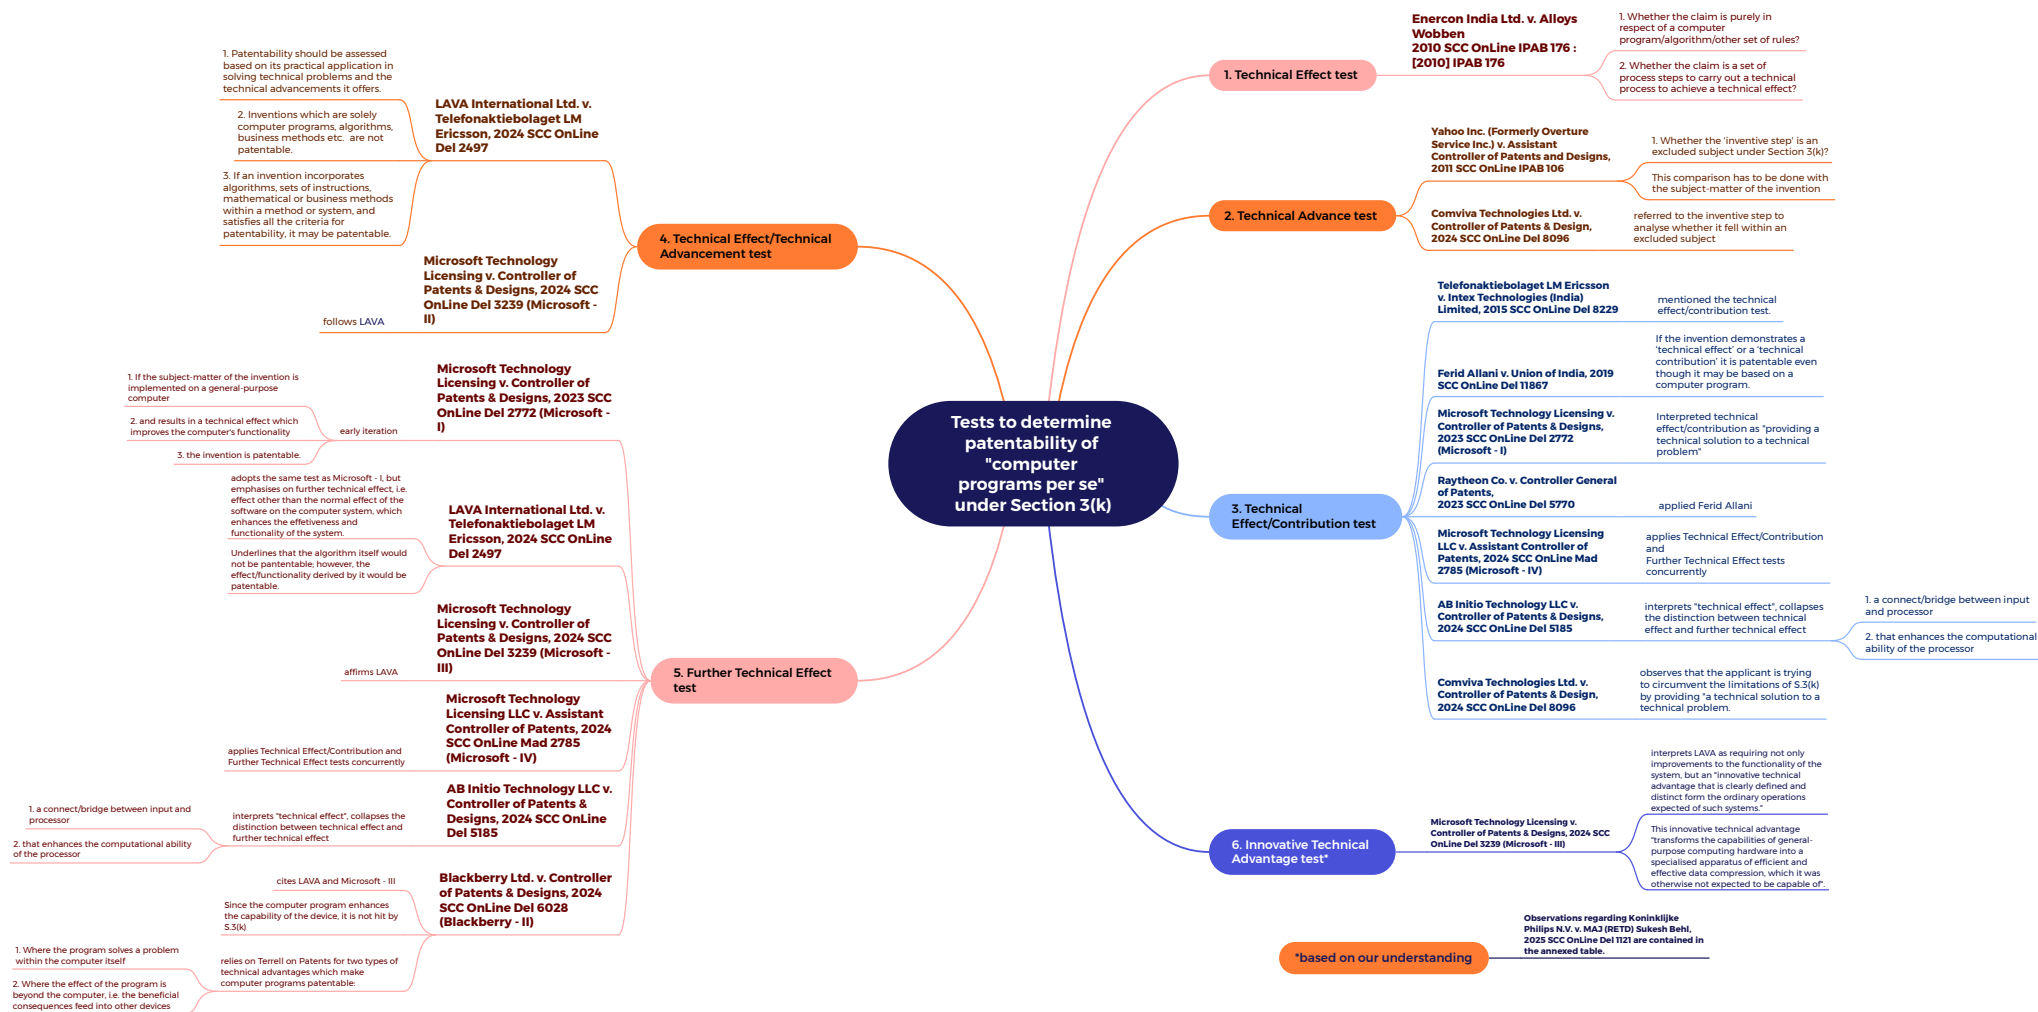 Tests to determine
patentability of
"computer
programs per se"
under Section 3(k)
1. Technical Effect test
Enercon India Ltd. v. Alloys
Wobben
2010 SCC OnLine IPAB 176 :
[2010] IPAB 176
1. Whether the claim is purely in
respect of a computer
program/algorithm/other set of rules?
2. Whether the claim is a set of
process steps to carry out a technical
process to achieve a technical effect?
2. Technical Advance test
Yahoo Inc. (Formerly Overture
Service Inc.) v. Assistant
Controller of Patents and Designs,
2011 SCC OnLine IPAB 106
1. Whether the 'inventive step' is an
excluded subject under Section 3(k)?
This comparison has to be done with
the subject-matter of the invention
Comviva Technologies Ltd. v.
Controller of Patents & Design,
2024 SCC OnLine Del 8096
referred to the inventive step to
analyse whether it fell within an
excluded subject
3. Technical
Effect/Contribution test
Telefonaktiebolaget LM Ericsson
v. Intex Technologies (India)
Limited, 2015 SCC OnLine Del 8229
mentioned the technical
effect/contribution test.
Ferid Allani v. Union of India, 2019
SCC OnLine Del 11867
If the invention demonstrates a
‘technical effect’ or a ‘technical
contribution’ it is patentable even
though it may be based on a
computer program.
Microsoft Technology Licensing v.
Controller of Patents & Designs,
2023 SCC OnLine Del 2772
(Microsoft - I)
Interpreted technical
effect/contribution as "providing a
technical solution to a technical
problem"
Raytheon Co. v. Controller General
of Patents,
2023 SCC OnLine Del 5770
applied Ferid Allani
Microsoft Technology Licensing
LLC v. Assistant Controller of
Patents, 2024 SCC OnLine Mad
2785 (Microsoft - IV)
applies Technical Effect/Contribution
and
Further Technical Effect tests
concurrently
AB Initio Technology LLC v.
Controller of Patents & Designs,
2024 SCC OnLine Del 5185
interprets "technical effect", collapses
the distinction between technical
effect and further technical effect
1. a connect/bridge between input
and processor
2. that enhances the computational
ability of the processor
Comviva Technologies Ltd. v.
Controller of Patents & Design,
2024 SCC OnLine Del 8096
observes that the applicant is trying
to circumvent the limitations of S.3(k)
by providing "a technical solution to a
technical problem.
4. Technical Effect/Technical
Advancement test
LAVA International Ltd. v.
Telefonaktiebolaget LM
Ericsson, 2024 SCC OnLine
Del 2497
1. Patentability should be assessed
based on its practical application in
solving technical problems and the
technical advancements it offers.
2. Inventions which are solely
computer programs, algorithms,
business methods etc. are not
patentable.
3. If an invention incorporates
algorithms, sets of instructions,
mathematical or business methods
within a method or system, and
satisfies all the criteria for
patentability, it may be patentable.
Microsoft Technology
Licensing v. Controller of
Patents & Designs, 2024 SCC
OnLine Del 3239 (Microsoft -
II)
follows LAVA
5. Further Technical Effect
test
Microsoft Technology
Licensing v. Controller of
Patents & Designs, 2023 SCC
OnLine Del 2772 (Microsoft -
I)
early iteration
1. If the subject-matter of the invention is
implemented on a general-purpose
computer
2. and results in a technical effect which
improves the computer's functionality
3. the invention is patentable.
LAVA International Ltd. v.
Telefonaktiebolaget LM
Ericsson, 2024 SCC OnLine
Del 2497
adopts the same test as Microsoft - I, but
emphasises on further technical effect, i.e.
effect other than the normal effect of the
software on the computer system, which
enhances the effetiveness and
functionality of the system.
Underlines that the algorithm itself would
not be pantentable; however, the
effect/functionality derived by it would be
patentable.
Microsoft Technology
Licensing v. Controller of
Patents & Designs, 2024 SCC
OnLine Del 3239 (Microsoft -
III)
affirms LAVA
Microsoft Technology
Licensing LLC v. Assistant
Controller of Patents, 2024
SCC OnLine Mad 2785
(Microsoft - IV)
applies Technical Effect/Contribution and
Further Technical Effect tests concurrently
AB Initio Technology LLC v.
Controller of Patents &
Designs, 2024 SCC OnLine
Del 5185
interprets "technical effect", collapses the
distinction between technical effect and
further technical effect
1. a connect/bridge between input and
processor
2. that enhances the computational ability
of the processor
Blackberry Ltd. v. Controller
of Patents & Designs, 2024
SCC OnLine Del 6028
(Blackberry - II)
cites LAVA and Microsoft - III
Since the computer program enhances
the capability of the device, it is not hit by
S.3(k)
relies on Terrell on Patents for two types of
technical advantages which make
computer programs patentable:
1. Where the program solves a problem
within the computer itself
2. Where the effect of the program is
beyond the computer, i.e. the beneficial
consequences feed into other devices
6. Innovative Technical
Advantage test*
Microsoft Technology Licensing v.
Controller of Patents & Designs, 2024 SCC
OnLine Del 3239 (Microsoft - III)
interprets LAVA as requiring not only
improvements to the functionality of the
system, but an "innovative technical
advantage that is clearly defined and
distinct form the ordinary operations
expected of such systems."
This innovative technical advantage
"transforms the capabilities of general-
purpose computing hardware into a
specialised apparatus of efficient and
effective data compression, which it was
otherwise not expected to be capable of".
*based on our understanding
Observations regarding Koninklijke
Philips N.V. v. MAJ (RETD) Sukesh Behl,
2025 SCC OnLine Del 1121 are contained in
the annexed table.